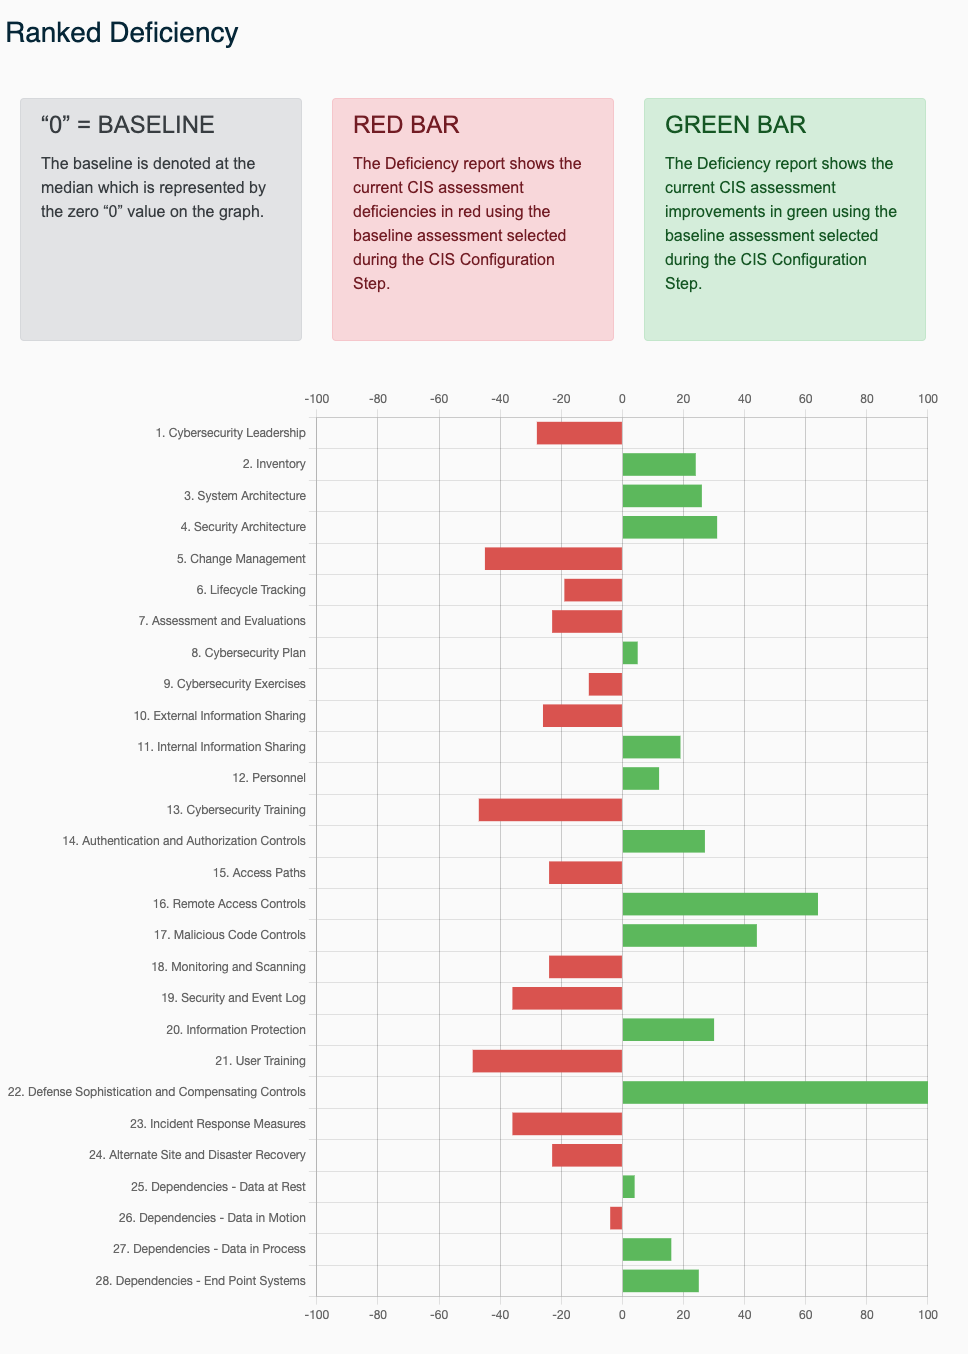 Ranked Deficiency
“0” = BASELINE
The baseline is denoted at the
median which is represented by
the zero “0” value on the graph.
RED BAR
The Deficiency report shows the
current CIS assessment
deficiencies in red using the
baseline assessment selected
during the CIS Configuration
Step.
GREEN BAR
The Deficiency report shows the
current CIS assessment
improvements in green using the
baseline assessment selected
during the CIS Configuration
Step.
-100 -80 -60 -40 -20 0 20 40 60 80 100
1. Cybersecurity Leadership
2. Inventory
3. System Architecture
4. Security Architecture
5. Change Management
6. Lifecycle Tracking
7. Assessment and Evaluations
8. Cybersecurity Plan
9. Cybersecurity Exercises
10. External Information Sharing
11. Internal Information Sharing
12. Personnel
13. Cybersecurity Training
14. Authentication and Authorization Controls
15. Access Paths
16. Remote Access Controls
17. Malicious Code Controls
18. Monitoring and Scanning
19. Security and Event Log
20. Information Protection
21. User Training
22. Defense Sophistication and Compensating Controls
23. Incident Response Measures
24. Alternate Site and Disaster Recovery
25. Dependencies - Data at Rest
26. Dependencies - Data in Motion
27. Dependencies - Data in Process
28. Dependencies - End Point Systems
-100 -80 -60 -40 -20 0 20 40 60 80 100